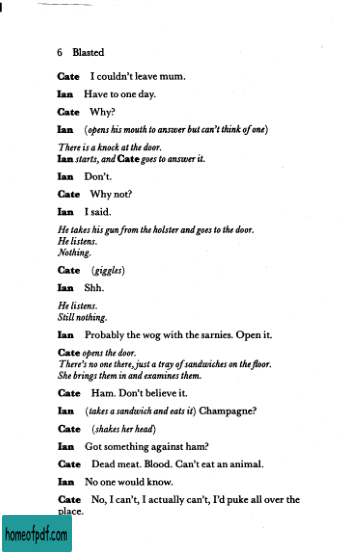 6 Blasted
Cate I couldn't leave mum.
Ian Have to one day.
Cate Why?
Ian (opens his mouth to answer but can't think of one)
There is a knock at the door.
Ian starts, and Cate goes to answer it.
Ian Don't.
Cate Why not?
Ian I said.
He takes his gun from the holster and goes to the door.
He listens.
Nothing.
Cate (giggles)
Ian Shh.
He listens.
Still nothing.
Ian Probably the wog with the sarnies. Open it.
Cate opens the door.
There's no one there, just a tray of sandwiches on the floor.
She brings them in and examines them.
Cate Ham. Don't believe it.
Ian (takes a sandwich and eats it) Champagne?
Cate (shakes her head)
Ian Got something against ham?
Cate Dead meat. Blood. Can't eat an animal.
Ian No one would know.
Cate No, I can't, I actually can't, I'd puke all over the
place.
homeofpdf.com